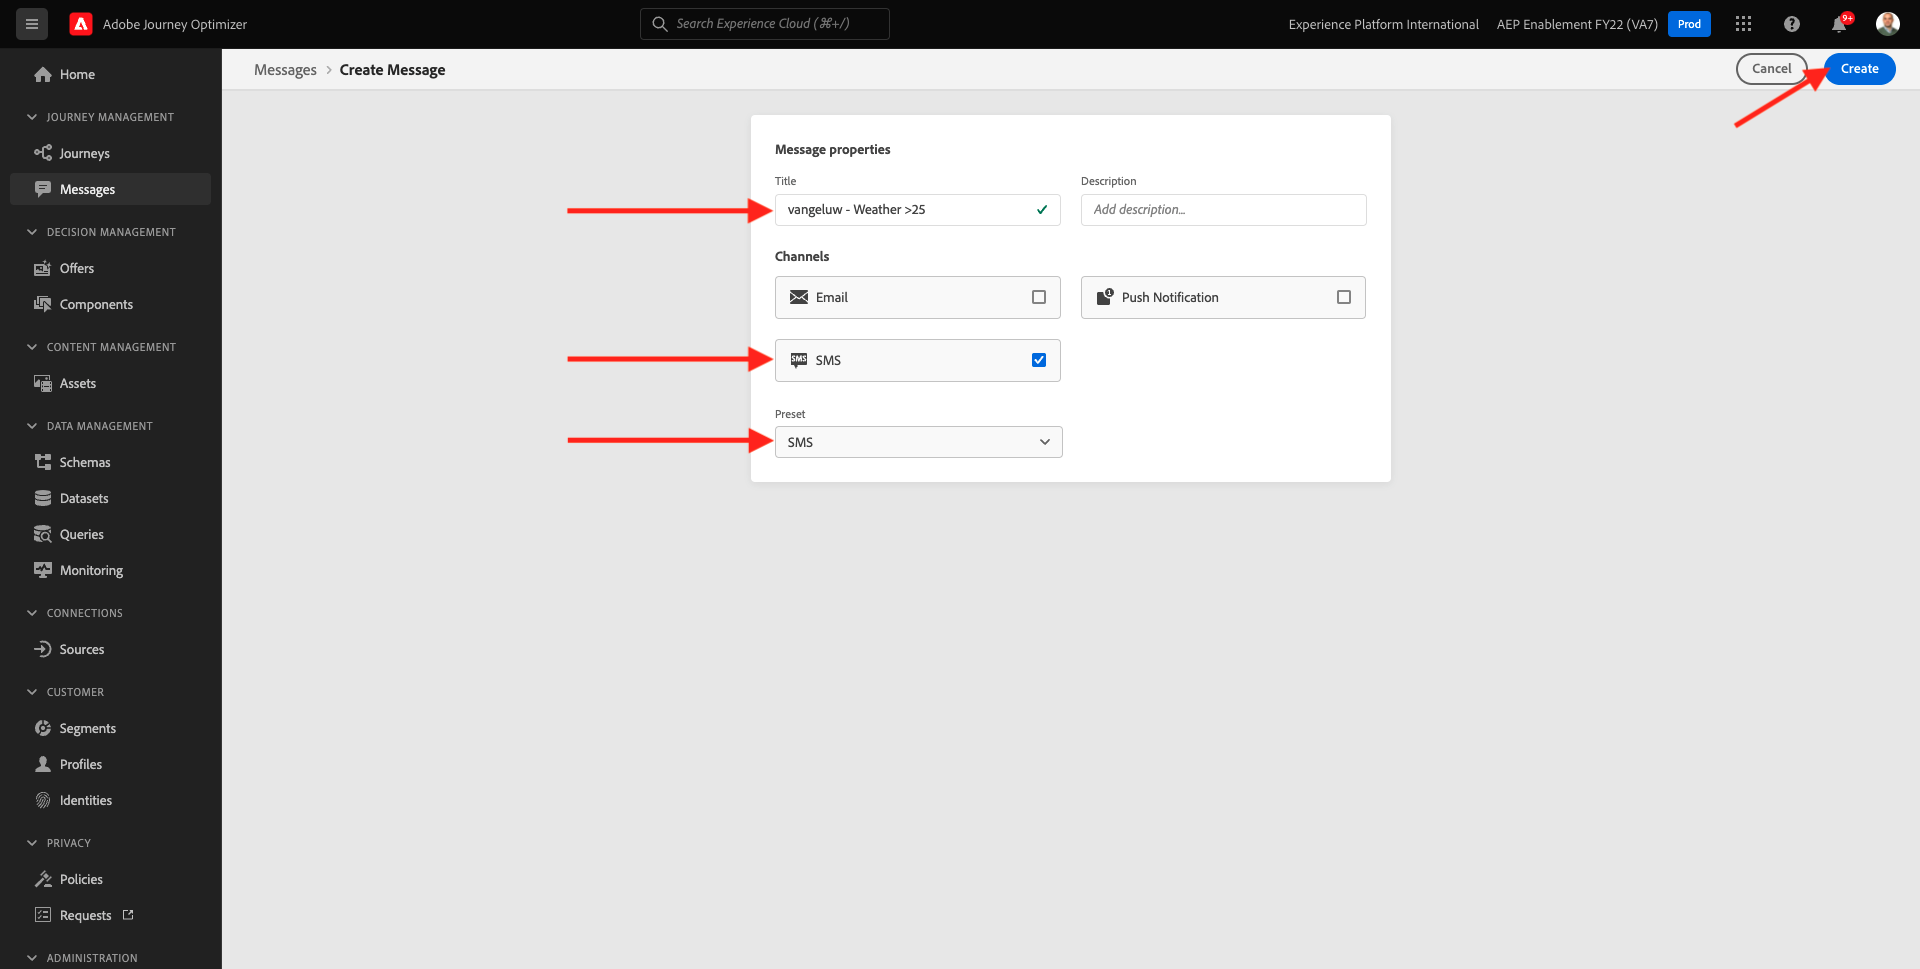 Adobe Journey Optimizer
Search Experience Cloud (⌘+/)
Experience Platform International
AEP Enablement FY22 (VA7)
Prod
9+
Home
JOURNEY MANAGEMENT
Journeys
Messages
DECISION MANAGEMENT
Offers
Components
CONTENT MANAGEMENT
Assets
DATA MANAGEMENT
Schemas
Datasets
Queries
Monitoring
CONNECTIONS
Sources
CUSTOMER
Segments
Profiles
Identities
PRIVACY
Policies
Requests
ADMINISTRATION
Messages > Create Message
Cancel
Create
Message properties
Title
vangeluw - Weather >25
Description
Add description...
Channels
Email
1
Push Notification
SMS
SMS
Preset
SMS